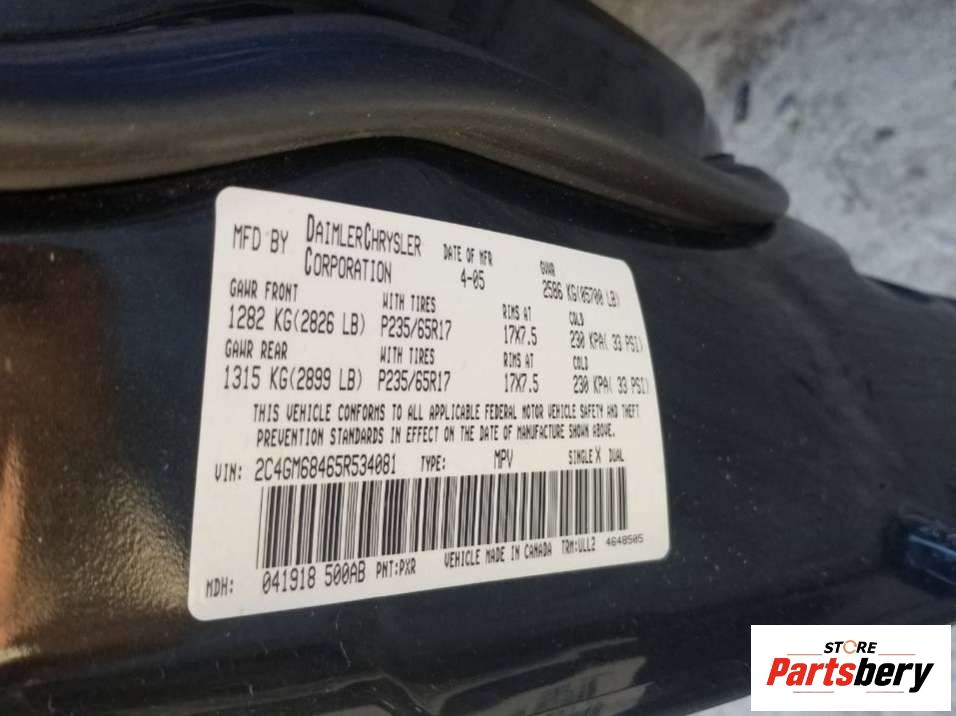 MFD BY DAIMLERCHRYSLER CORPORATION
DATE OF MFR 4-05
GVWR 2586 KG(05700 LB)
GAWR FRONT WITH TIRES RIMS AT COLD
1282 KG(2826 LB) P235/65R17 17X7.5 230 KPA( 33 PSI)
GAWR REAR WITH TIRES RIMS AT COLD
1315 KG(2899 LB) P235/65R17 17X7.5 230 KPA( 33 PSI)
THIS VEHICLE CONFORMS TO ALL APPLICABLE FEDERAL MOTOR VEHICLE SAFETY AND THEFT
PREVENTION STANDARDS IN EFFECT ON THE DATE OF MANUFACTURE SHOWN ABOVE.
VIN: 2C4GM68465R534081 TYPE: MPV SINGLE X DUAL
MDH: 041918 500AB PNT:PXR VEHICLE MADE IN CANADA TRM:ULL2 4648505
STORE
Partsbery